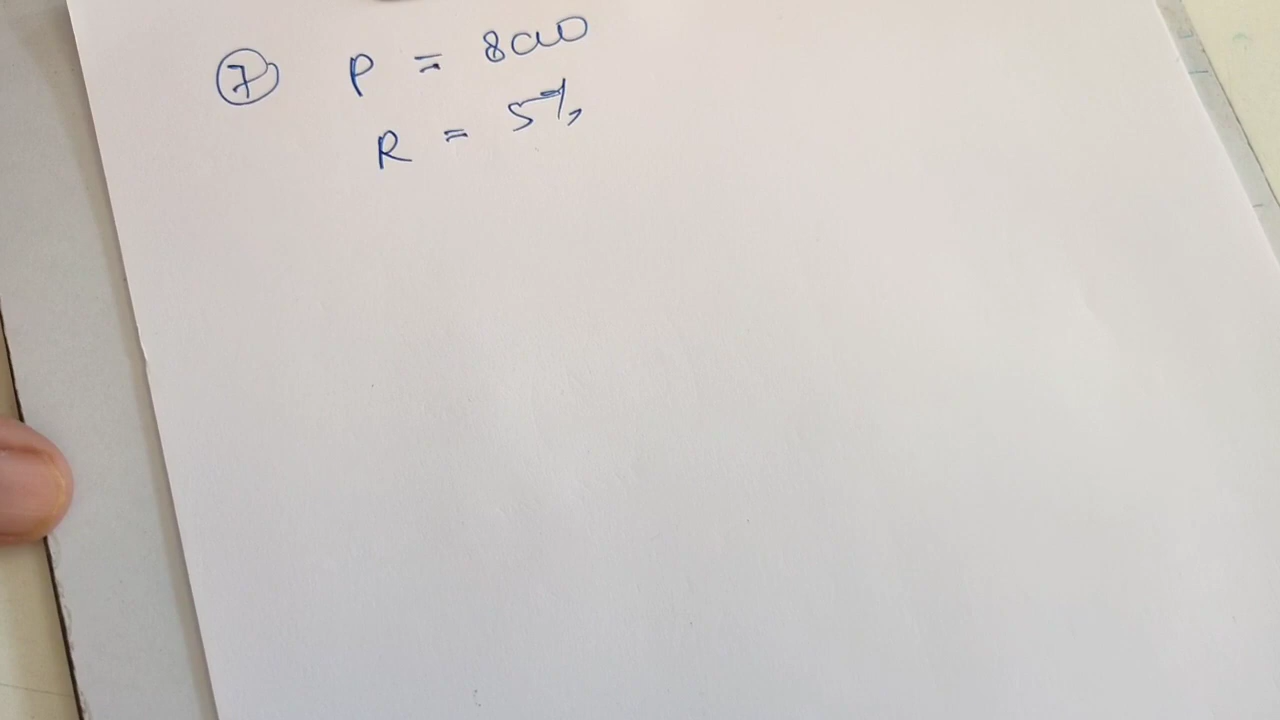 ⑦ P = 800
R = 5%